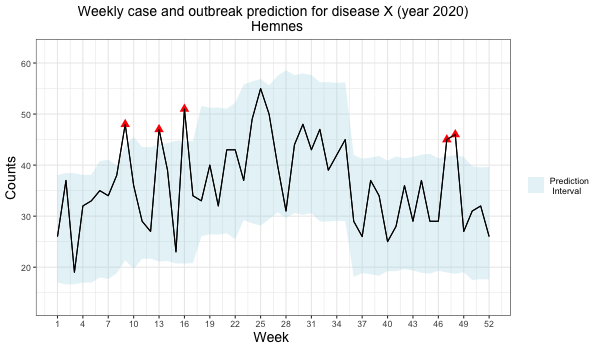 Weekly case and outbreak prediction for disease X (year 2020)
Hemnes
60
50
40
30
20
Counts
1 4 7 10 13 16 19 22 25 28 31 34 37 40 43 46 49 52
Week
Prediction
Interval